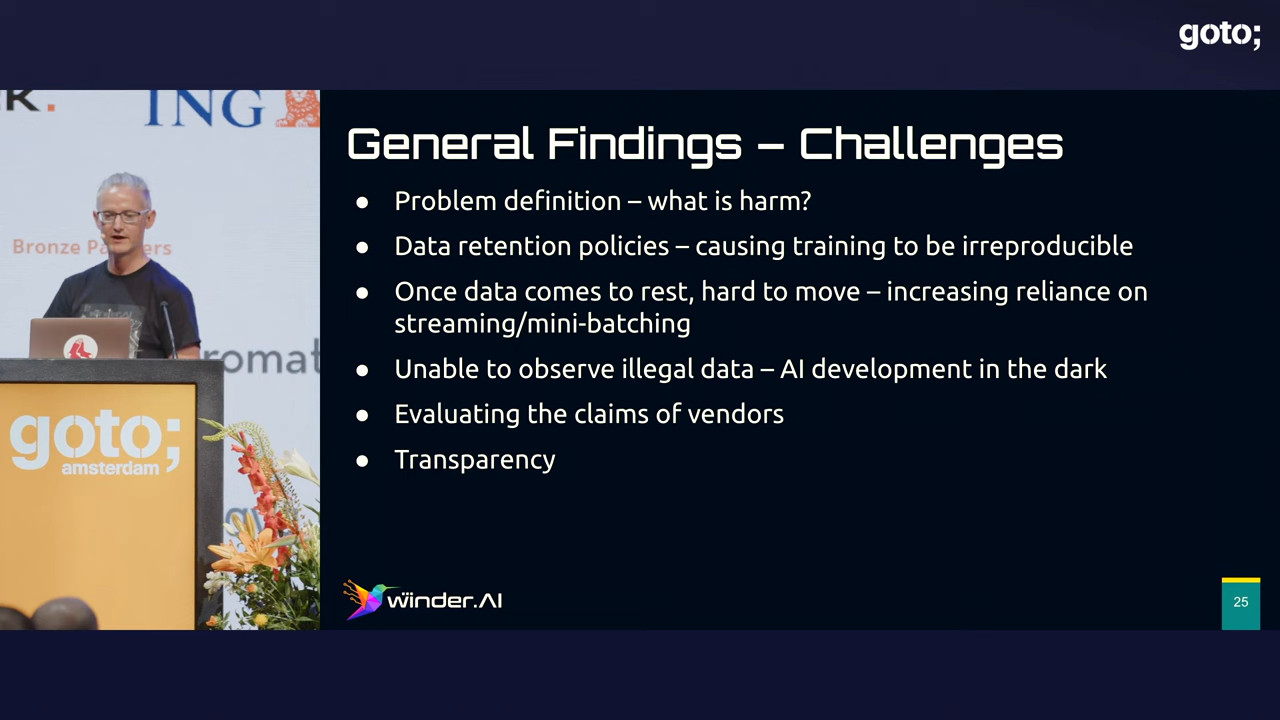 goto;
ING
Bronze Pa ers
General Findings – Challenges
● Problem definition – what is harm?
● Data retention policies – causing training to be irreproducible
● Once data comes to rest, hard to move – increasing reliance on
streaming/mini-batching
● Unable to observe illegal data – AI development in the dark
● Evaluating the claims of vendors
● Transparency
goto;
amsterdam
winder.AI
25